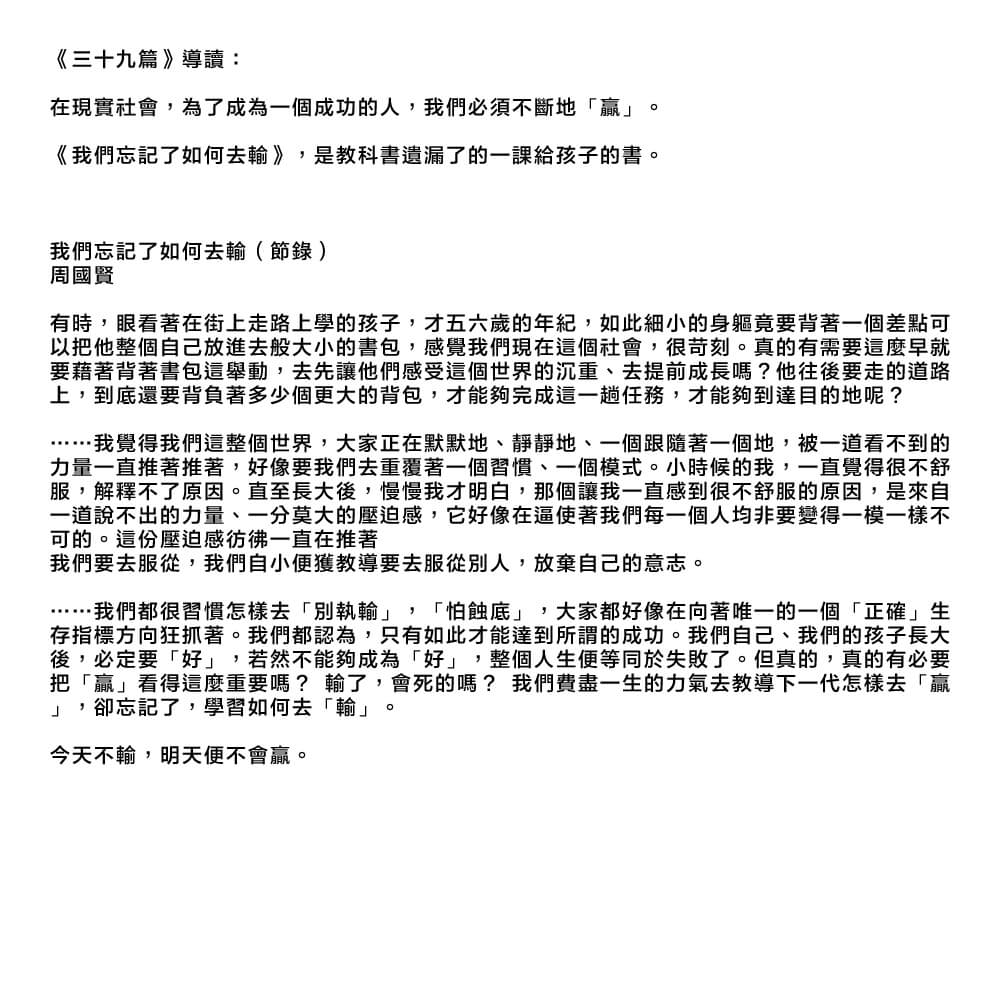 《三十九篇》導讀：
在現實社會，為了成為一個成功的人，我們必須不斷地「贏」。
《我們忘記了如何去輸》，是教科書遺漏了的一課給孩子的書。
我們忘記了如何去輸（節錄）
周國賢
有時，眼看著在街上走路上學的孩子，才五六歲的年紀，如此細小的身軀竟要背著一個差點可
以把他整個自己放進去般大小的書包，感覺我們現在這個社會，很苛刻。真的有需要這麼早就
要藉著背著書包這舉動，去先讓他們感受這個世界的沉重、去提前成長嗎？他往後要走的道路
上，到底還要背負著多少個更大的背包，才能夠完成這一趟任務，才能夠到達目的地呢？
……我覺得我們這整個世界，大家正在默默地、靜靜地、一個跟隨著一個地，被一道看不到的
力量一直推著推著，好像要我們去重覆著一個習慣、一個模式。小時候的我，一直覺得很不舒
服，解釋不了原因。直至長大後，慢慢我才明白，那個讓我一直感到很不舒服的原因，是來自
一道說不出的力量、一分莫大的壓迫感，它好像在逼使著我們每一個人均非要變得一模一樣不
可的。這份壓迫感彷彿一直在推著
我們要去服從，我們自小便獲教導要去服從別人，放棄自己的意志。
……我們都很習慣怎樣去「別執輸」，「怕蝕底」，大家都好像在向著唯一的一個「正確」生
存指標方向狂抓著。我們都認為，只有如此才能達到所謂的成功。我們自己、我們的孩子長大
後，必定要「好」，若然不能夠成為「好」，整個人生便等同於失敗了。但真的，真的有必要
把「贏」看得這麼重要嗎？ 輸了，會死的嗎？ 我們費盡一生的力氣去教導下一代怎樣去「贏
」，卻忘記了，學習如何去「輸」。
今天不輸，明天便不會贏。